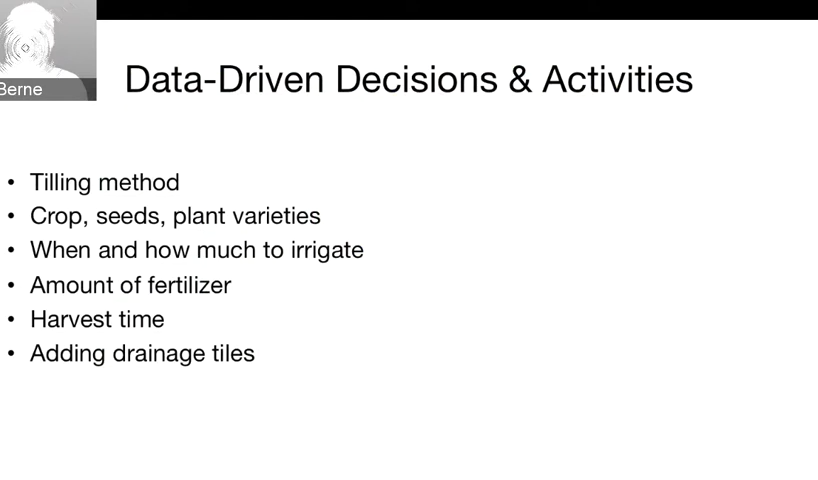 Berne
Data-Driven Decisions & Activities
• Tilling method
• Crop, seeds, plant varieties
• When and how much to irrigate
• Amount of fertilizer
• Harvest time
• Adding drainage tiles